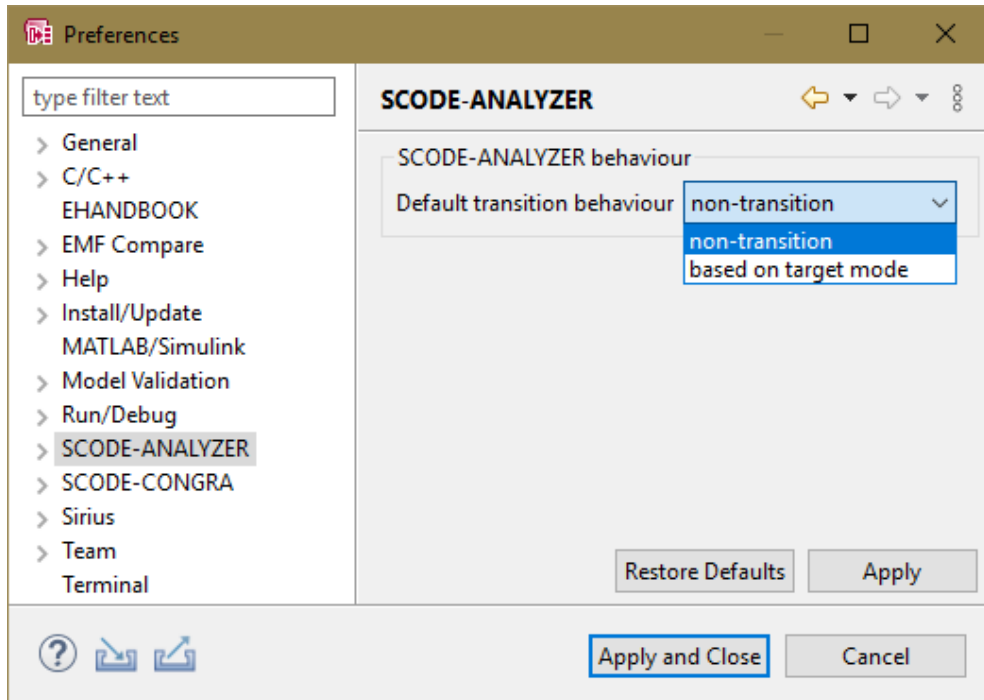 Preferences
type filter text
General
C/C++
EHANDBOOK
EMF Compare
Help
Install/Update
MATLAB/Simulink
Model Validation
Run/Debug
SCODE-ANALYZER
SCODE-CONGRA
Sirius
Team
Terminal
SCODE-ANALYZER
SCODE-ANALYZER behaviour
Default transition behaviour non-transition
non-transition
based on target mode
Restore Defaults Apply
? Apply and Close Cancel